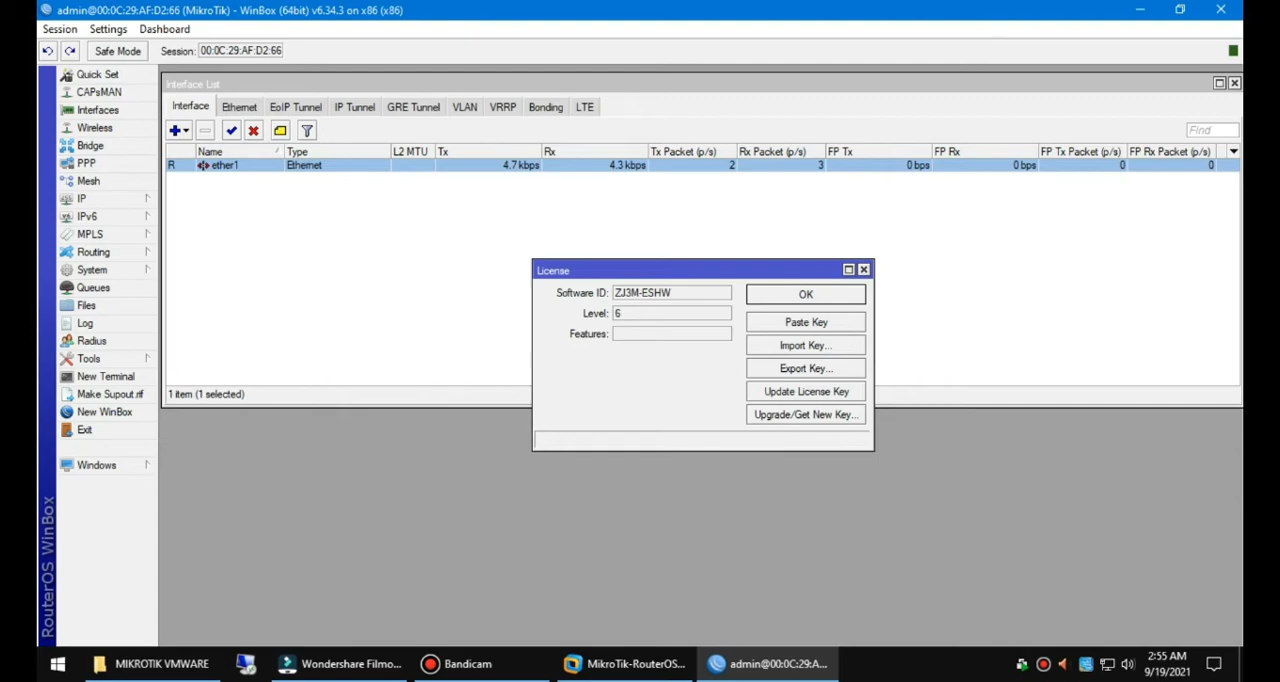 admin@00:0C:29:AF:D2:66 (MikroTik) - WinBox (64bit) v6.34.3 on x86 (x86)
Session Settings Dashboard
Safe Mode Session: 00:0C:29:AF:D2:66
Quick Set
CAPsMAN
Interfaces
Wireless
Bridge
PPP
Mesh
IP
IPv6
MPLS
Routing
System
Queues
Files
Log
Radius
Tools
New Terminal
Make Supout.rif
New WinBox
Exit
Windows
RouterOS WinBox
Interface List
Interface Ethernet EoIP Tunnel IP Tunnel GRE Tunnel VLAN VRRP Bonding LTE
Find
Name Type L2 MTU Tx Rx Tx Packet (p/s) Rx Packet (p/s) FP Tx FP Rx FP Tx Packet (p/s) FP Rx Packet (p/s)
R ether1 Ethernet 4.7 kbps 4.3 kbps 2 3 0 bps 0 bps 0 0
1 item (1 selected)
License
Software ID: ZJ3M-ESHW
Level: 6
Features:
OK
Paste Key
Import Key...
Export Key...
Update License Key
Upgrade/Get New Key...
MIKROTIK VMWARE Wondershare Filmo... Bandicam MikroTik-RouterOS... admin@00:0C:29:A...
2:55 AM
9/19/2021